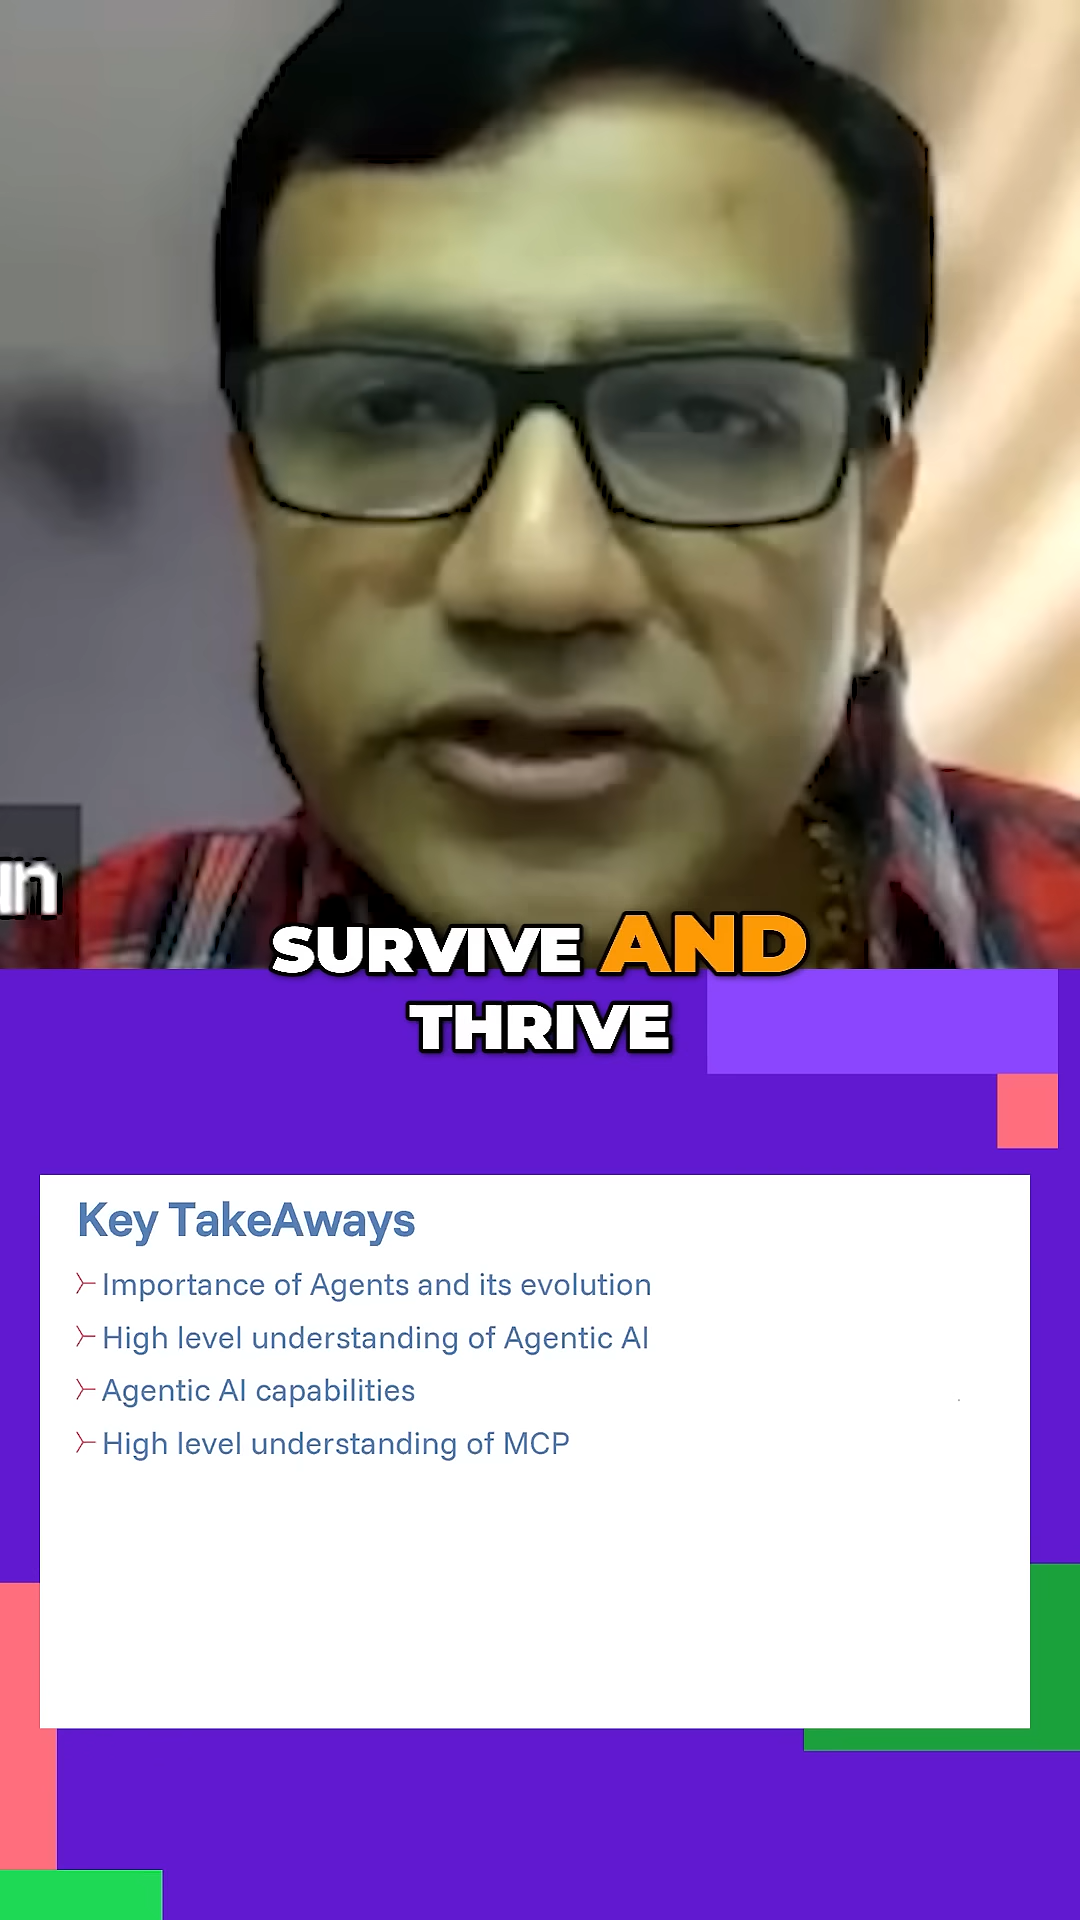 un
SURVIVE AND
THRIVE
Key TakeAways
Importance of Agents and its evolution
High level understanding of Agentic AI
Agentic AI capabilities
High level understanding of MCP